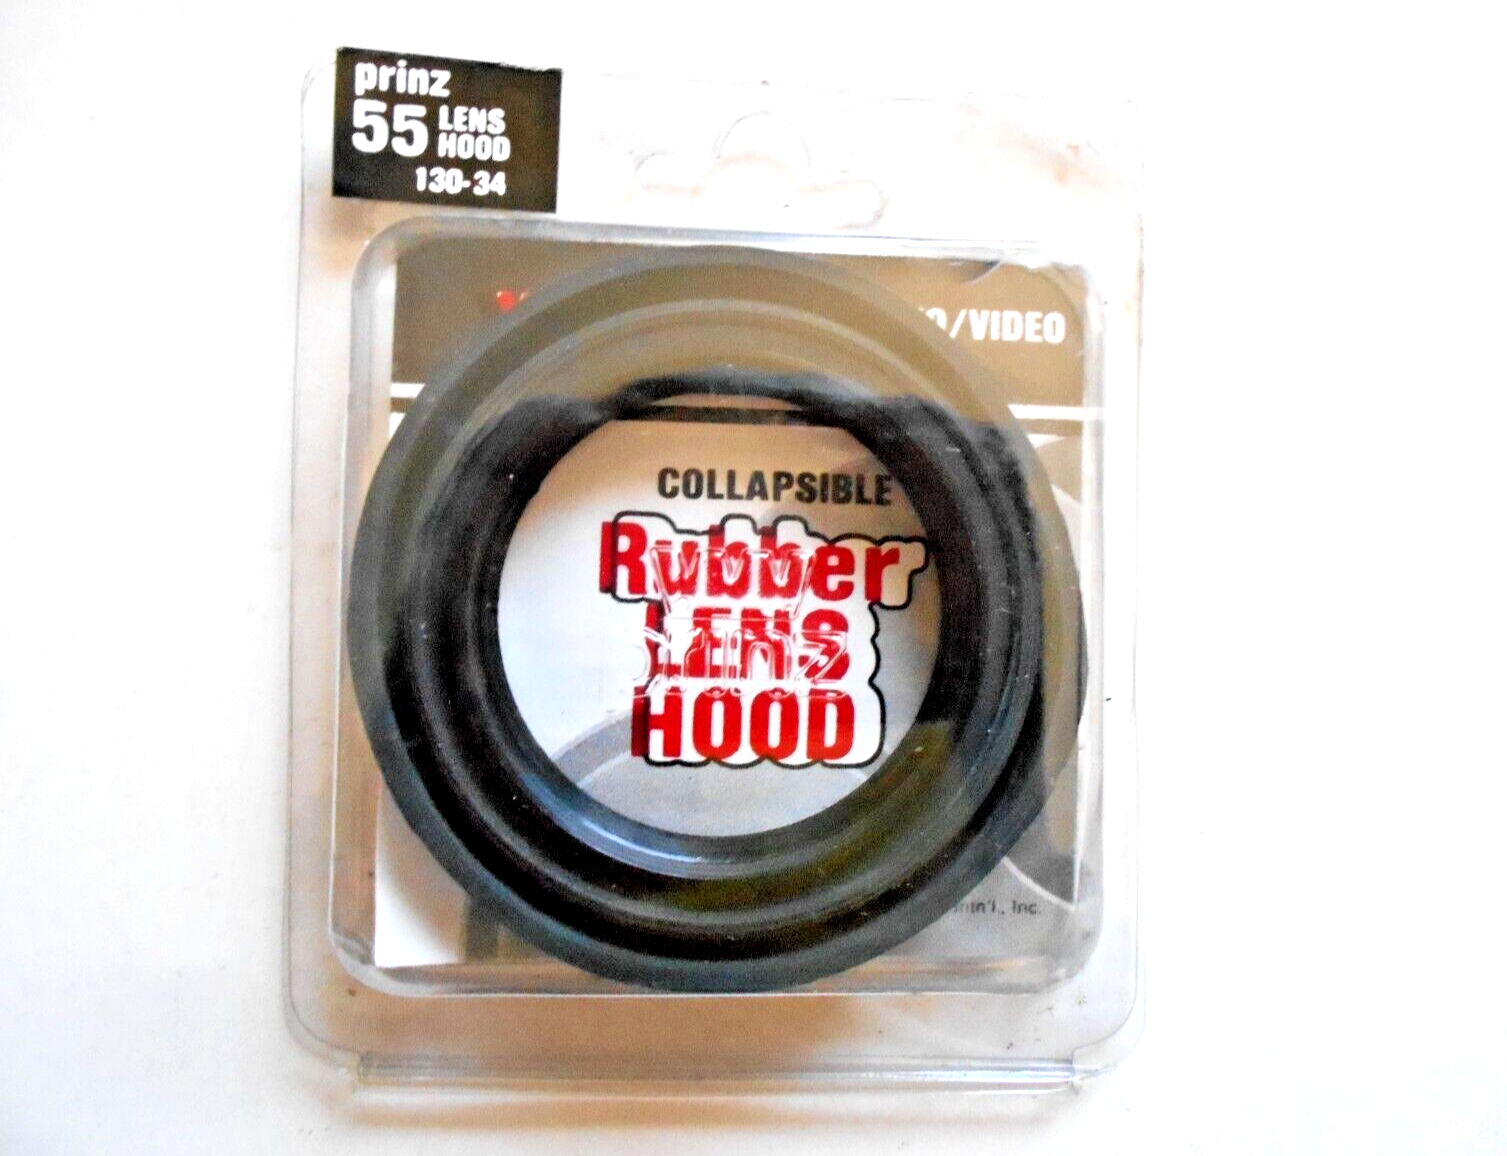 prinz
55 LENS
HOOD
130-34
/VIDEO
COLLAPSIBLE
Rubber
LENS
HOOD
Inc.